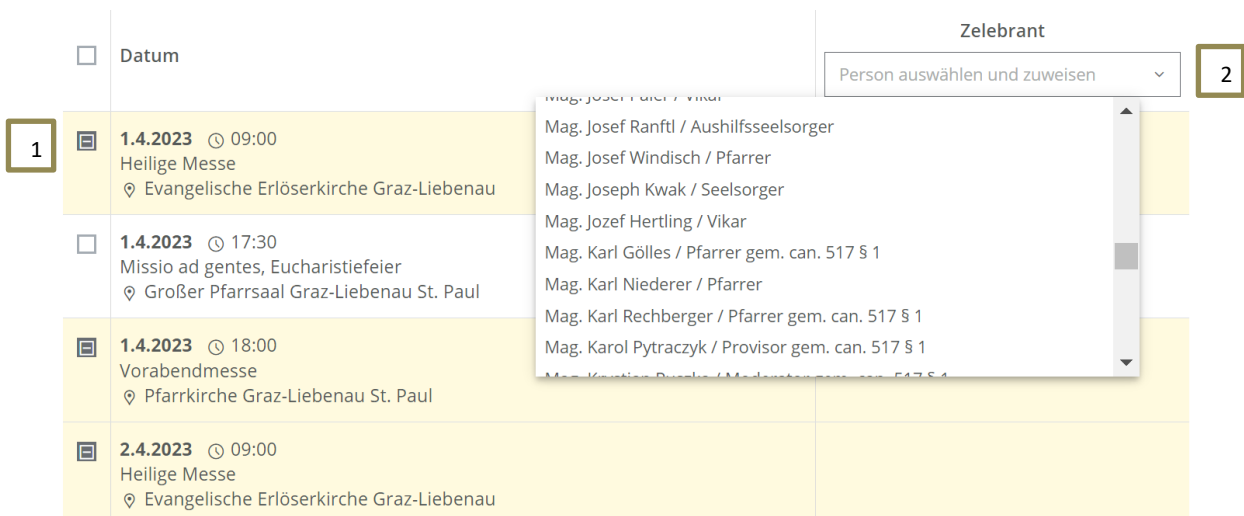 Zelebrant
Datum
Person auswählen und zuweisen
2
1
1.4.2023 09:00
Heilige Messe
Evangelische Erlöserkirche Graz-Liebenau
1.4.2023 17:30
Missio ad gentes, Eucharistiefeier
Großer Pfarrsaal Graz-Liebenau St. Paul
1.4.2023 18:00
Vorabendmesse
Pfarrkirche Graz-Liebenau St. Paul
2.4.2023 09:00
Heilige Messe
Evangelische Erlöserkirche Graz-Liebenau
Mag. Josef Ranftl / Aushilfsseelsorger
Mag. Josef Windisch / Pfarrer
Mag. Joseph Kwak / Seelsorger
Mag. Jozef Hertling / Vikar
Mag. Karl Gölles / Pfarrer gem. can. 517 § 1
Mag. Karl Niederer / Pfarrer
Mag. Karl Rechberger / Pfarrer gem. can. 517 § 1
Mag. Karol Pytraczyk / Provisor gem. can. 517 § 1